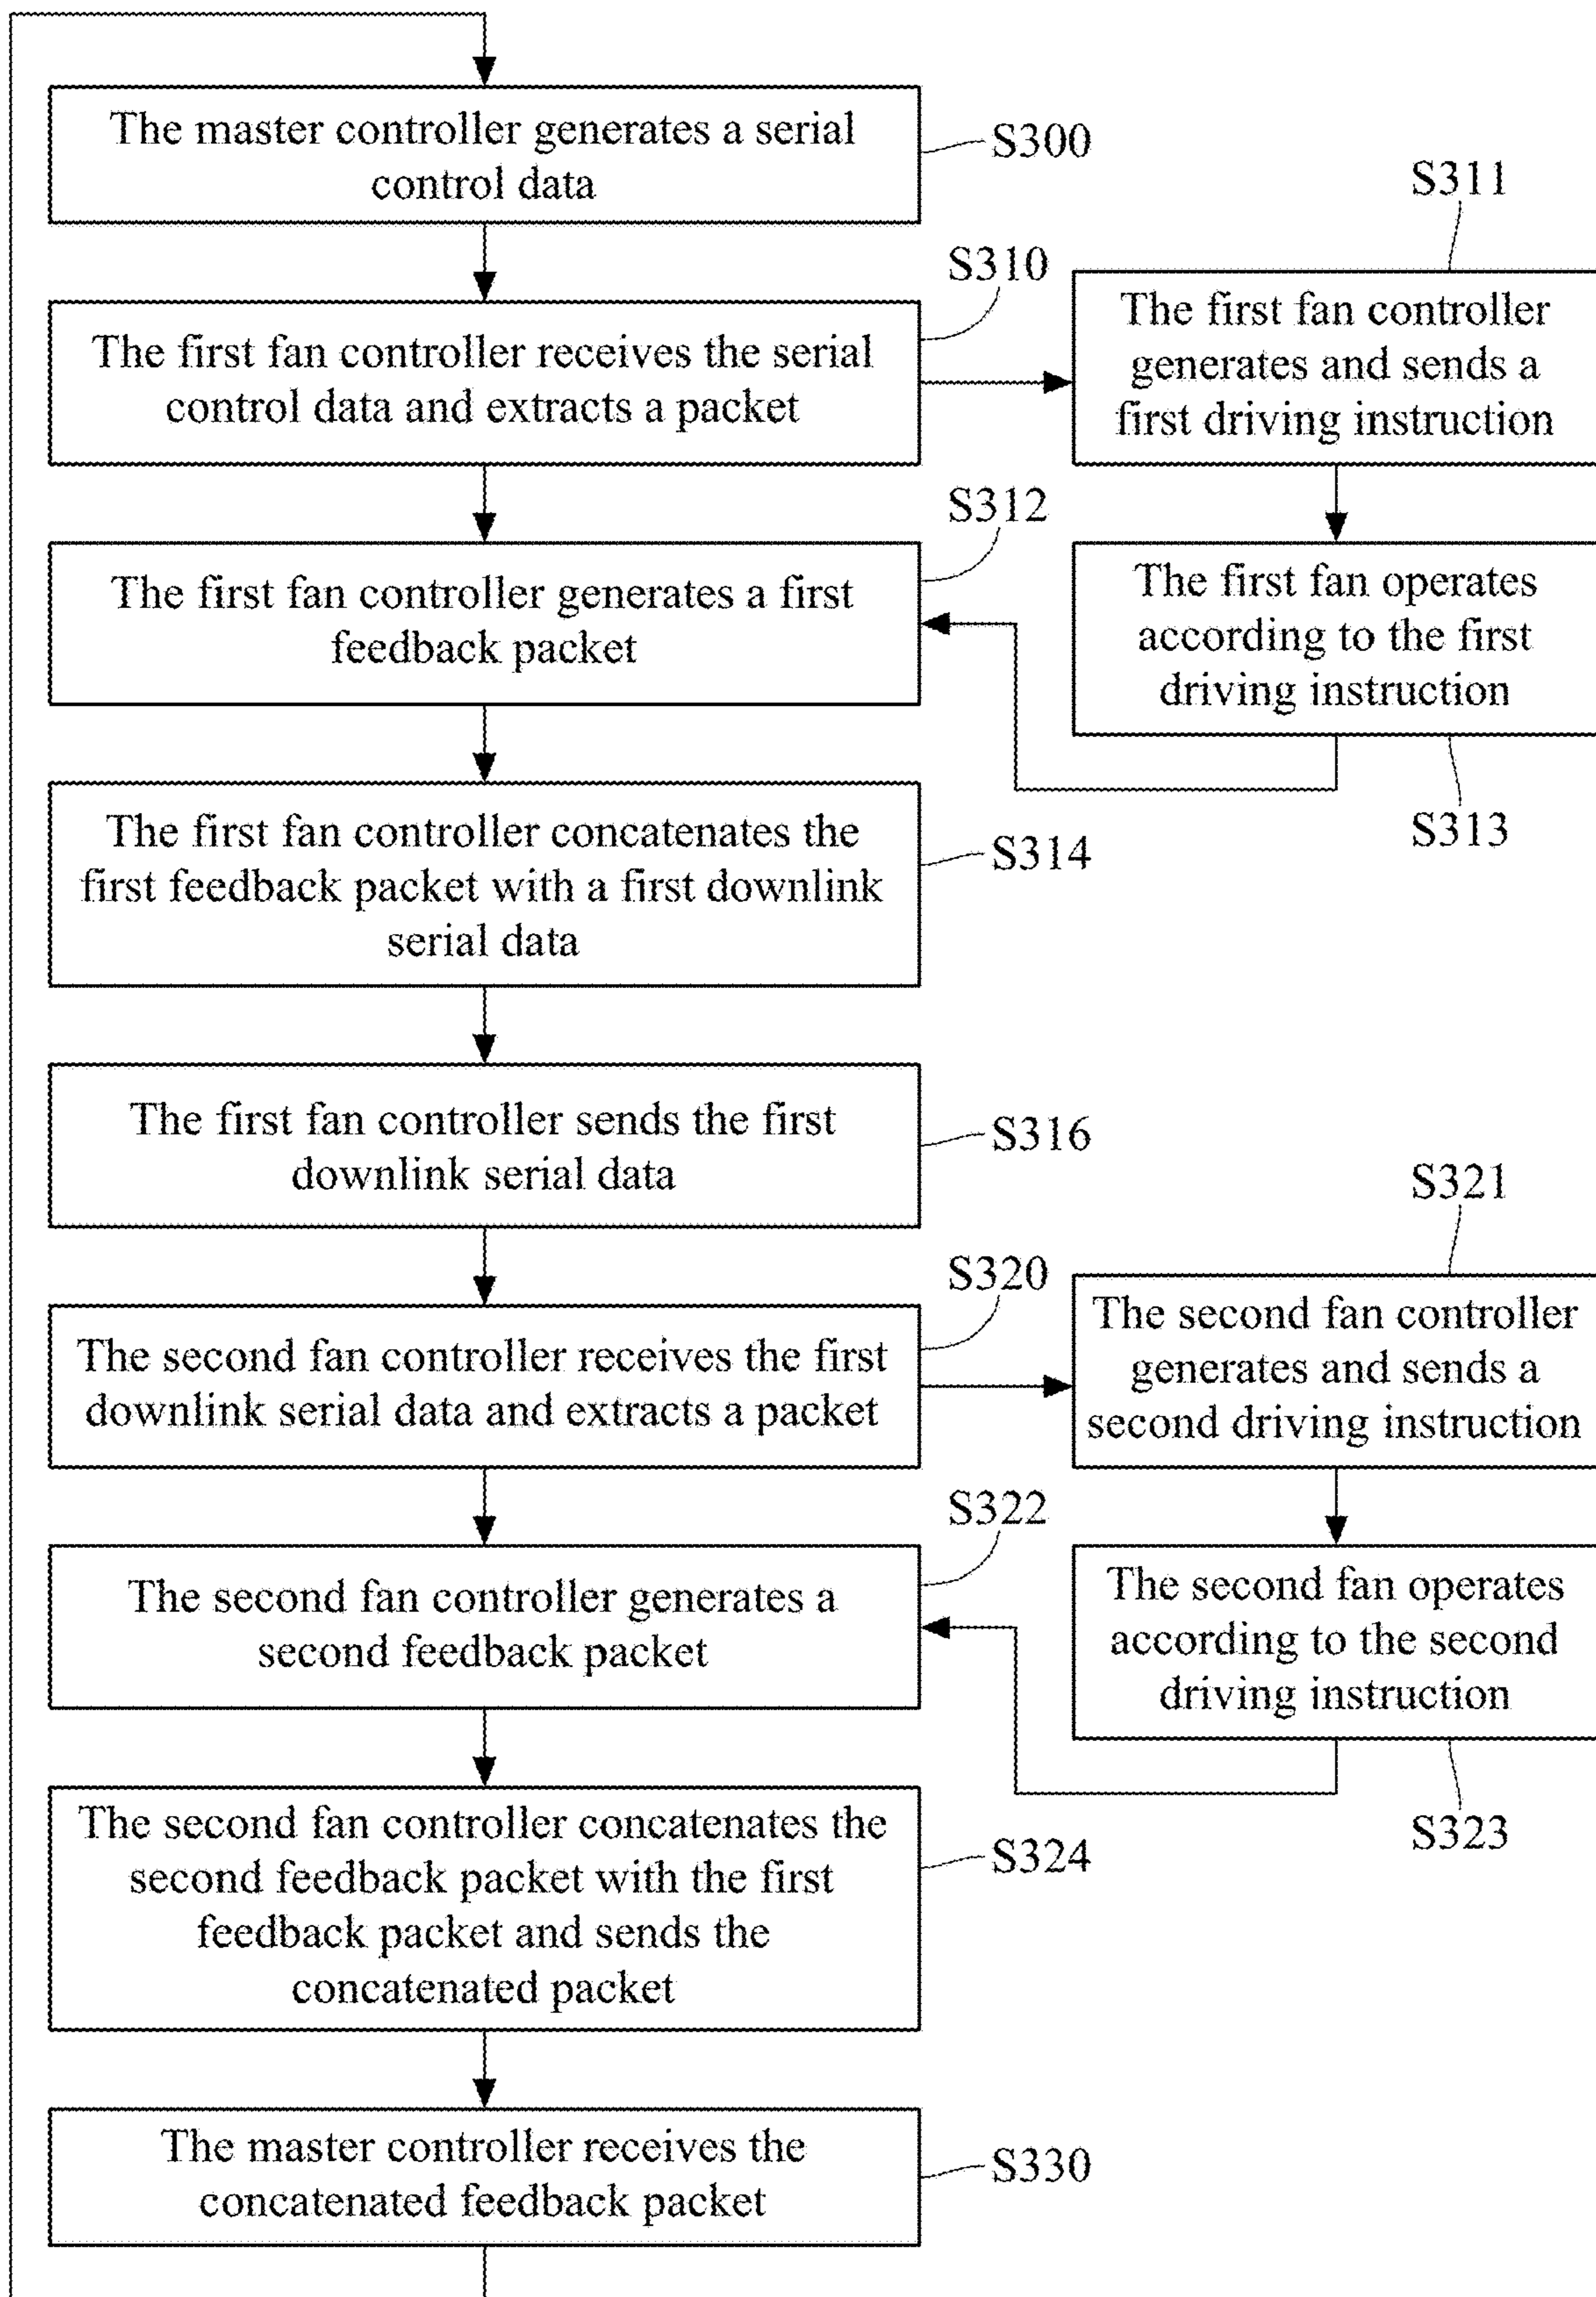 The master controller generates a serial
control data
S300
S310
The first fan controller receives the serial
control data and extracts a packet
S311
The first fan controller
generates and sends a
first driving instruction
S312
The first fan controller generates a first
feedback packet
The first fan operates
according to the first
driving instruction
S313
The first fan controller concatenates the
first feedback packet with a first downlink
serial data
S314
The first fan controller sends the first
downlink serial data
S316
S320
The second fan controller receives the first
downlink serial data and extracts a packet
S321
The second fan controller
generates and sends a
second driving instruction
S322
The second fan controller generates a
second feedback packet
The second fan operates
according to the second
driving instruction
S323
The second fan controller concatenates the
second feedback packet with the first
feedback packet and sends the
concatenated packet
S324
The master controller receives the
concatenated feedback packet
S330